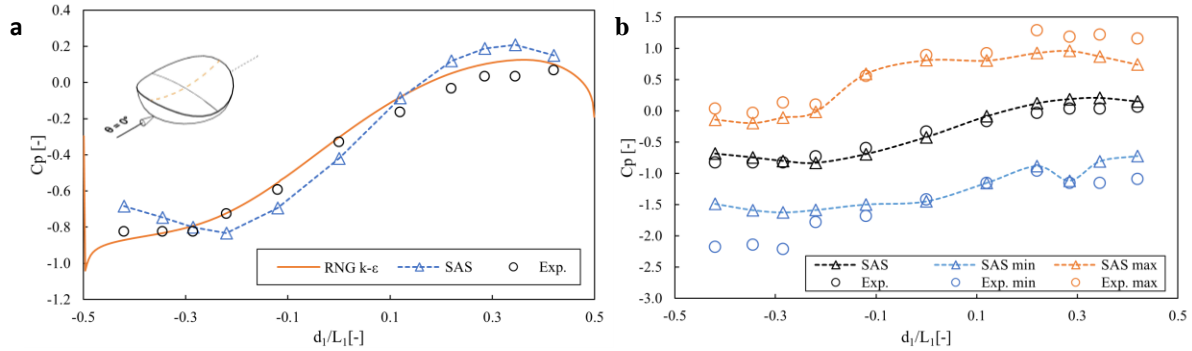 a
Cp [-]
0.4
0.2
0.0
-0.2
-0.4
-0.6
-0.8
-1.0
-1.2
θ = 0°
RNG k-ε
SAS
Exp.
-0.5
-0.3
-0.1
0.1
0.3
0.5
d1/L1[-]
b
Cp [-]
1.5
1.0
0.5
0.0
-0.5
-1.0
-1.5
-2.0
-2.5
-3.0
SAS
SAS min
SAS max
Exp.
Exp. min
Exp. max
-0.5
-0.3
-0.1
0.1
0.3
0.5
d1/L1[-]